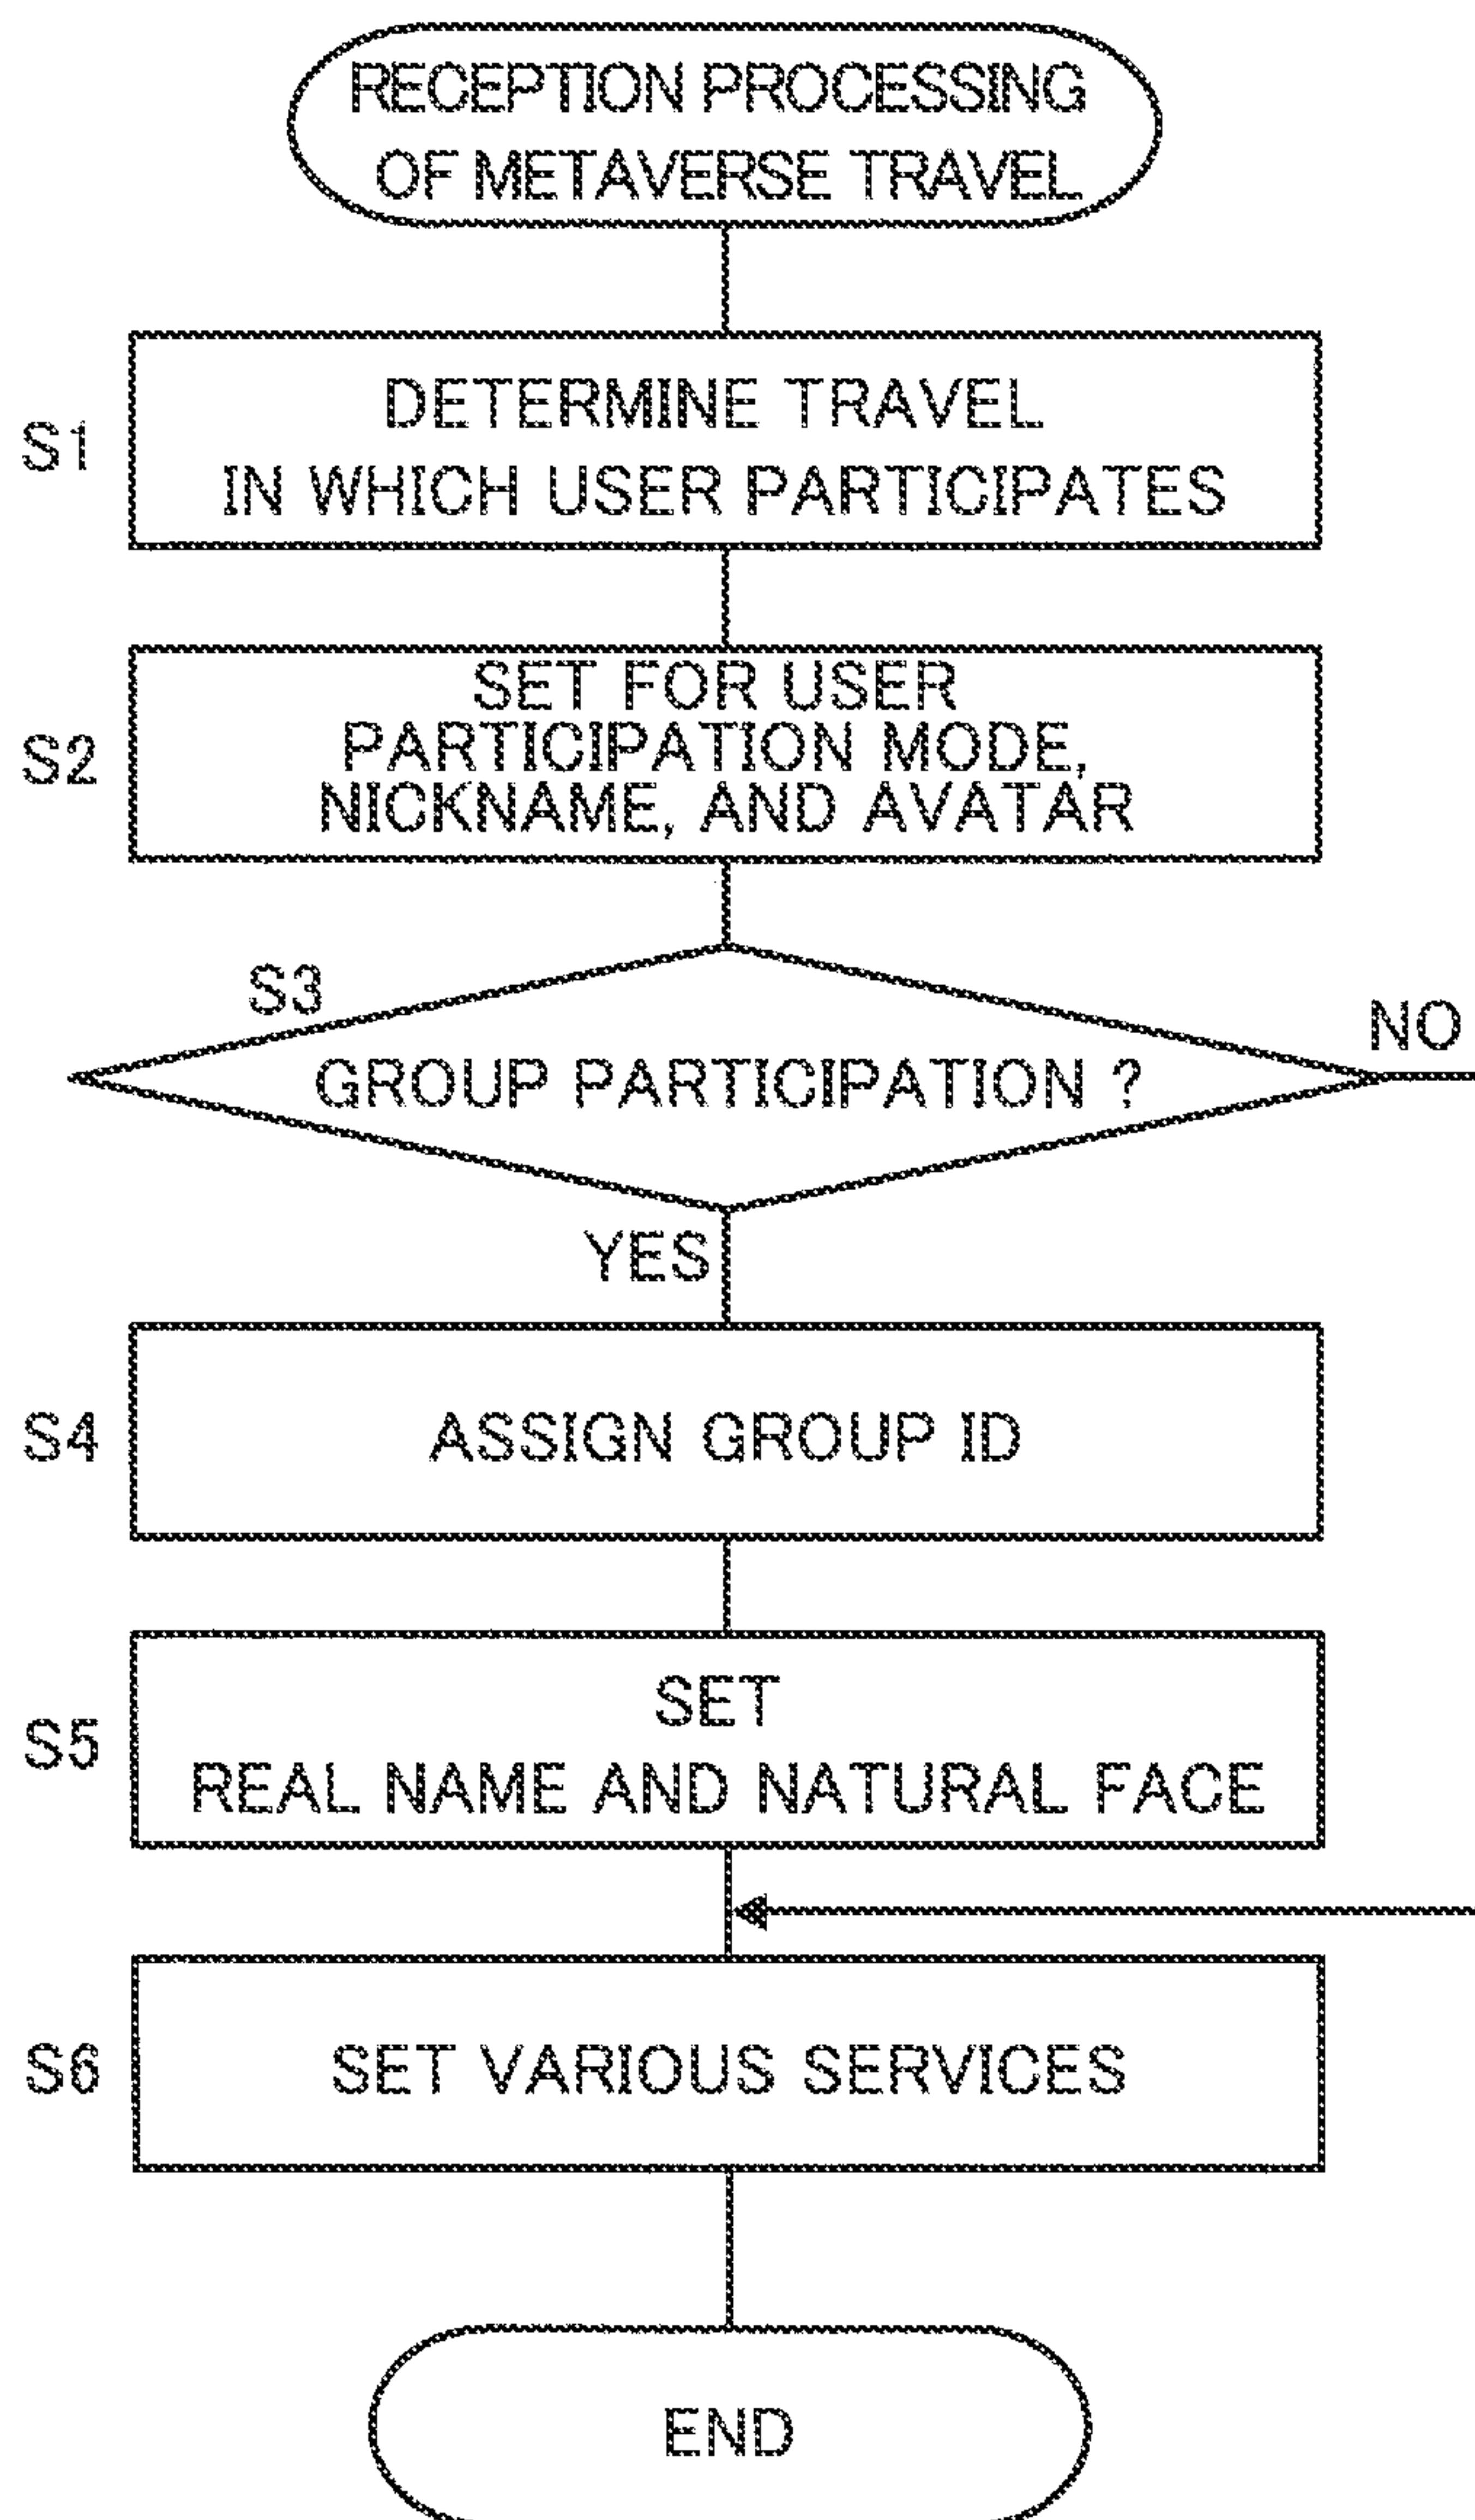 RECEPTION PROCESSING
OF METAVERSE TRAVEL
S1
DETERMINE TRAVEL
IN WHICH USER PARTICIPATES
S2
SET FOR USER
PARTICIPATION MODE,
NICKNAME, AND AVATAR
S3
GROUP PARTICIPATION ?
NO
YES
S4
ASSIGN GROUP ID
S5
SET
REAL NAME AND NATURAL FACE
S6
SET VARIOUS SERVICES
END